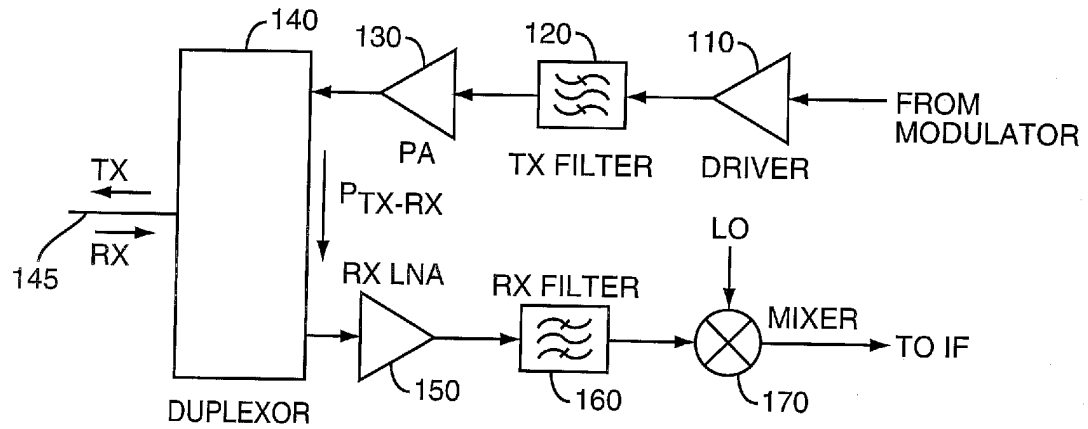 140
130
120
110
FROM
MODULATOR
PA
TX FILTER
DRIVER
TX
PTX-RX
RX
145
LO
RX LNA
RX FILTER
MIXER
TO IF
150
160
170
DUPLEXOR